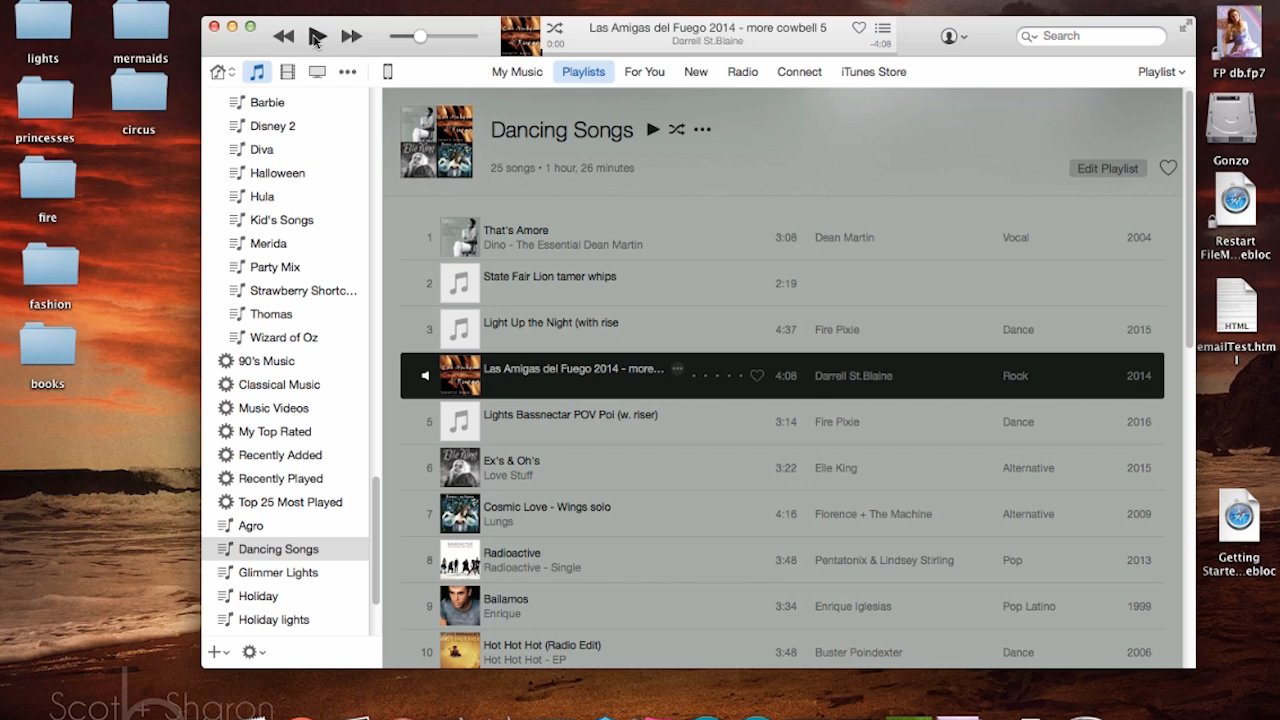 lights
mermaids
princesses
circus
fire
fashion
books
Las Amigas del Fuego 2014 - more cowbell 5
Darrell St.Blaine
0:00
-4:08
Search
My Music
Playlists
For You
New
Radio
Connect
iTunes Store
Playlist
Barbie
Disney 2
Diva
Halloween
Hula
Kid's Songs
Merida
Party Mix
Strawberry Shortc...
Thomas
Wizard of Oz
90's Music
Classical Music
Music Videos
My Top Rated
Recently Added
Recently Played
Top 25 Most Played
Agro
Dancing Songs
Glimmer Lights
Holiday
Holiday lights
Dancing Songs
25 songs • 1 hour, 26 minutes
Edit Playlist
1 That's Amore 3:08 Dean Martin Vocal 2004
Dino - The Essential Dean Martin
2 State Fair Lion tamer whips 2:19
3 Light Up the Night (with rise 4:37 Fire Pixie Dance 2015
Las Amigas del Fuego 2014 - more... 4:08 Darrell St.Blaine Rock 2014
5 Lights Bassnectar POV Poi (w. riser) 3:14 Fire Pixie Dance 2016
6 Ex's & Oh's 3:22 Elle King Alternative 2015
Love Stuff
7 Cosmic Love - Wings solo 4:16 Florence + The Machine Alternative 2009
Lungs
8 Radioactive 3:48 Pentatonix & Lindsey Stirling Pop 2013
Radioactive - Single
9 Bailamos 3:34 Enrique Iglesias Pop Latino 1999
Enrique
10 Hot Hot Hot (Radio Edit) 3:48 Buster Poindexter Dance 2006
Hot Hot Hot - EP
FP db.fp7
Gonzo
Restart
FileM...ebloc
HTML
emailTest.htm
l
Getting
Starte...ebloc
Scott + Sharon